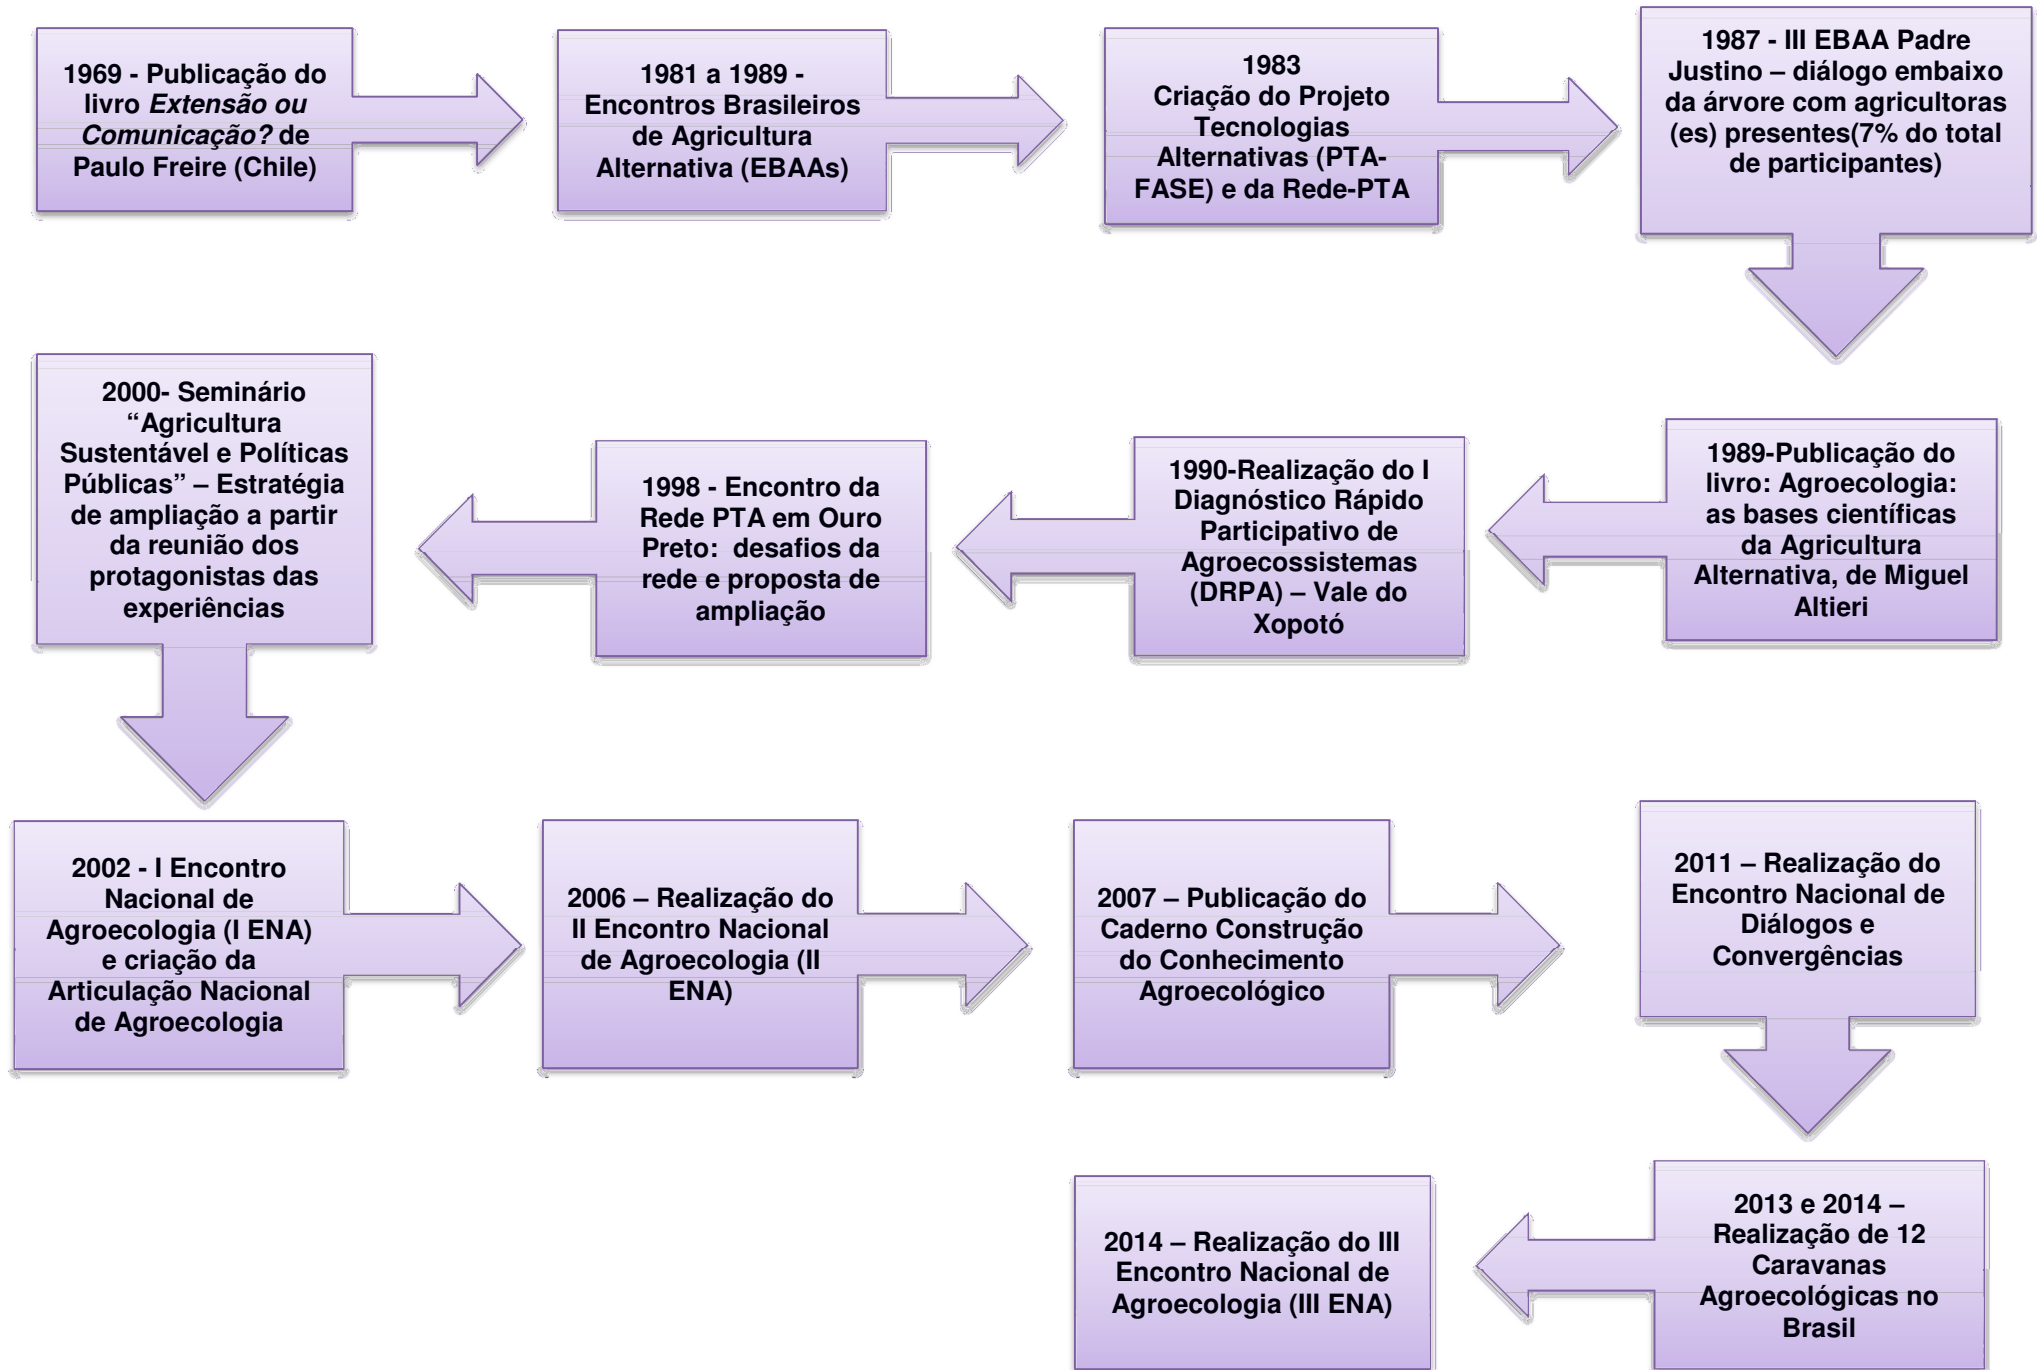 1969 - Publicação do
livro Extensão ou
Comunicação? de
Paulo Freire (Chile)
1981 a 1989 -
Encontros Brasileiros
de Agricultura
Alternativa (EBAAs)
1983
Criação do Projeto
Tecnologias
Alternativas (PTA-
FASE) e da Rede-PTA
1987 - III EBAA Padre
Justino – diálogo embaixo
da árvore com agricultoras
(es) presentes(7% do total
de participantes)
1989-Publicação do
livro: Agroecologia:
as bases científicas
da Agricultura
Alternativa, de Miguel
Altieri
1990-Realização do I
Diagnóstico Rápido
Participativo de
Agroecossistemas
(DRPA) – Vale do
Xopotó
1998 - Encontro da
Rede PTA em Ouro
Preto: desafios da
rede e proposta de
ampliação
2000- Seminário
“Agricultura
Sustentável e Políticas
Públicas” – Estratégia
de ampliação a partir
da reunião dos
protagonistas das
experiências
2002 - I Encontro
Nacional de
Agroecologia (I ENA)
e criação da
Articulação Nacional
de Agroecologia
2006 – Realização do
II Encontro Nacional
de Agroecologia (II
ENA)
2007 – Publicação do
Caderno Construção
do Conhecimento
Agroecológico
2011 – Realização do
Encontro Nacional de
Diálogos e
Convergências
2013 e 2014 –
Realização de 12
Caravanas
Agroecológicas no
Brasil
2014 – Realização do III
Encontro Nacional de
Agroecologia (III ENA)